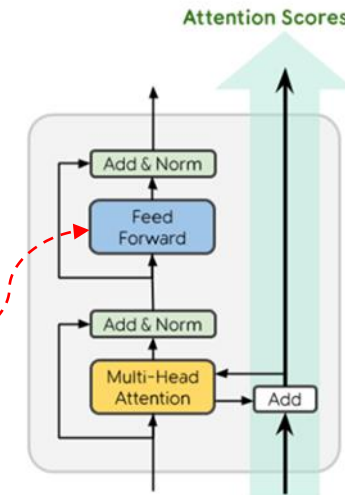 Attention Scores
Add & Norm
Feed
Forward
Add & Norm
Multi-Head
Attention
Add